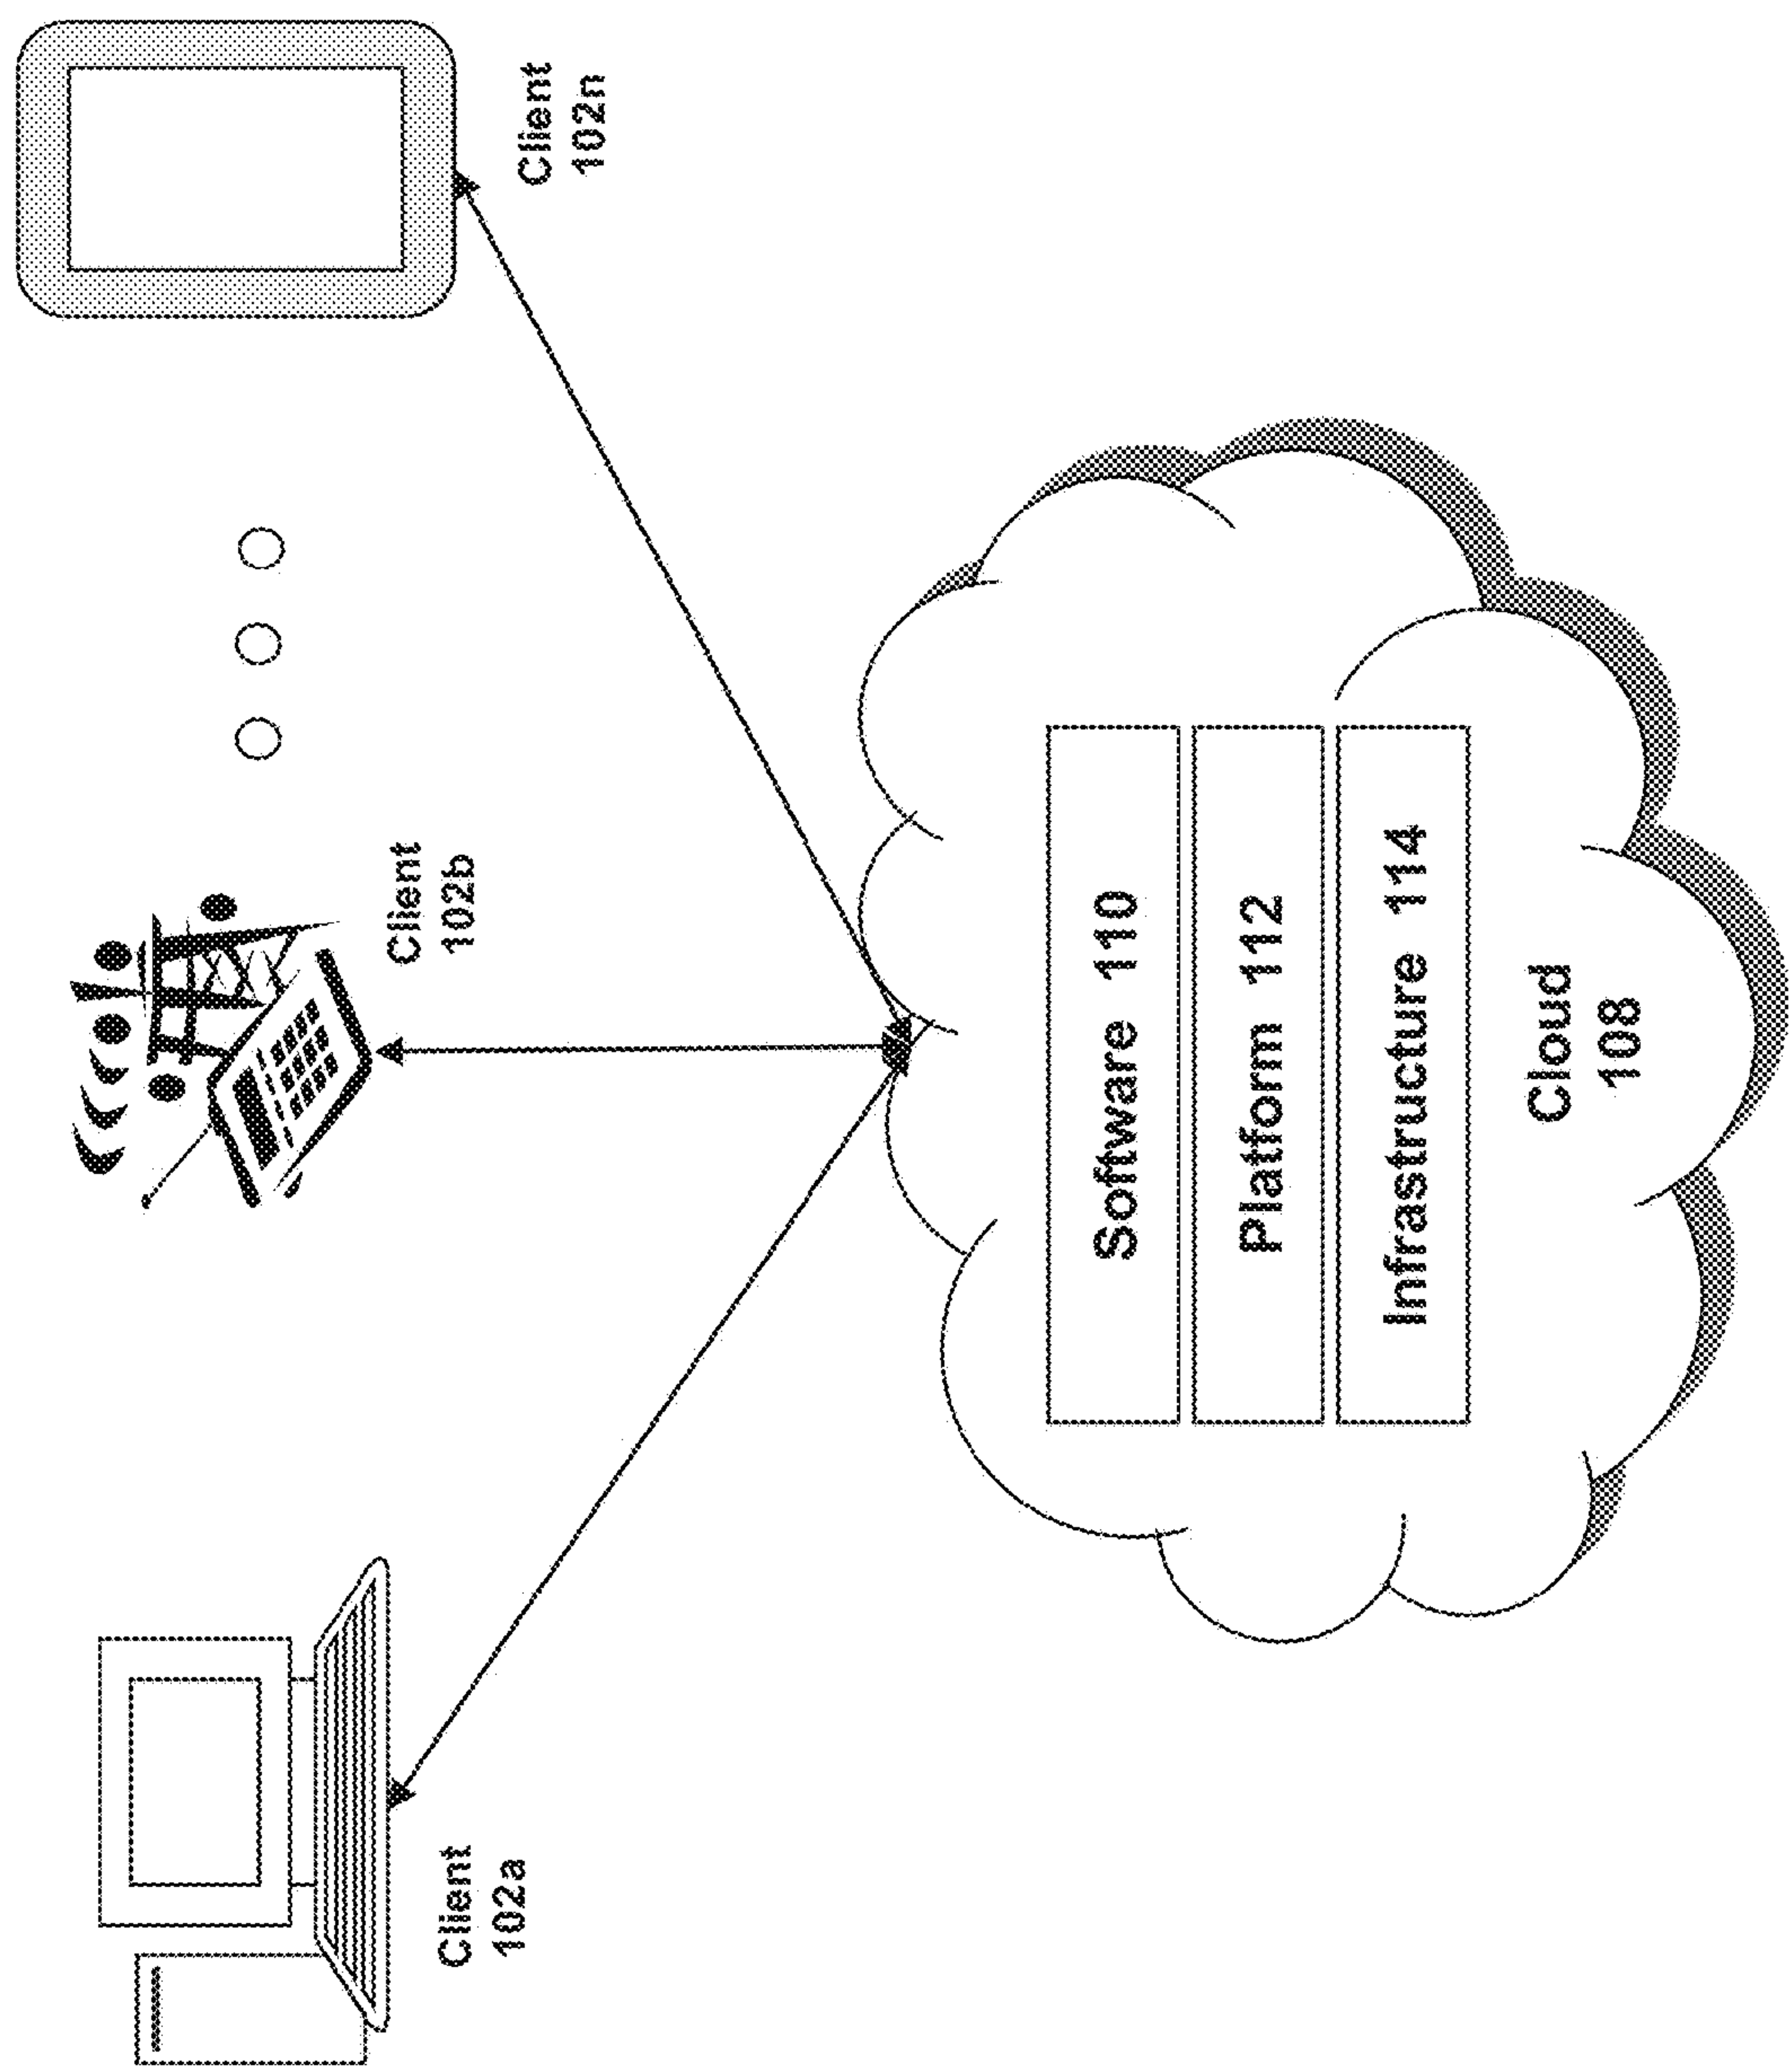 Client
102a
Client
102b
Client
102n
Software 110
Platform 112
Infrastructure 114
Cloud
108